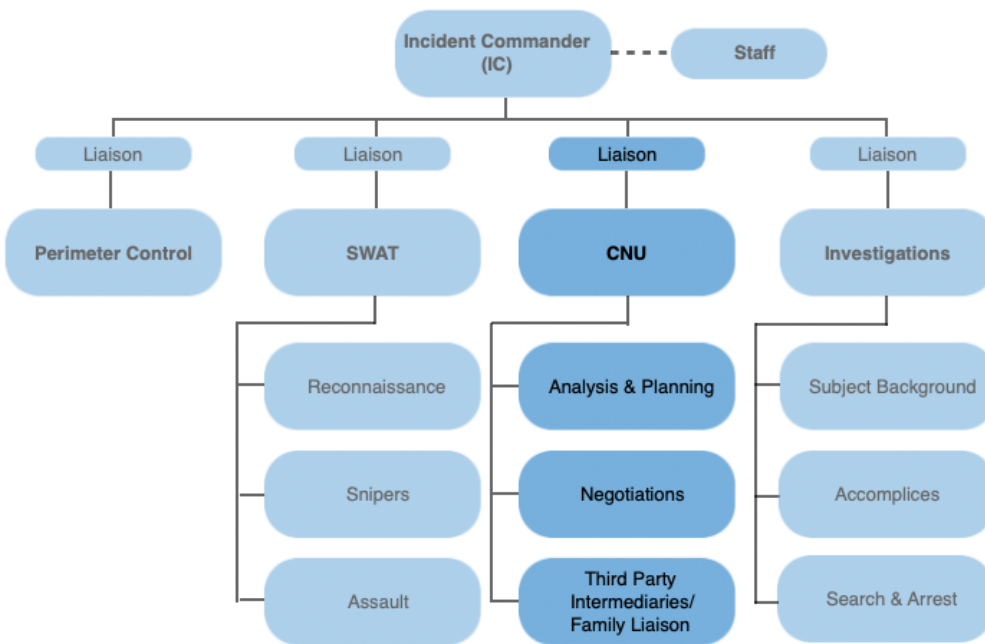 Incident Commander
(IC)
Staff
Liaison
Liaison
Liaison
Liaison
Perimeter Control
SWAT
CNU
Investigations
Reconnaissance
Analysis & Planning
Subject Background
Snipers
Negotiations
Accomplices
Assault
Third Party
Intermediaries/
Family Liaison
Search & Arrest